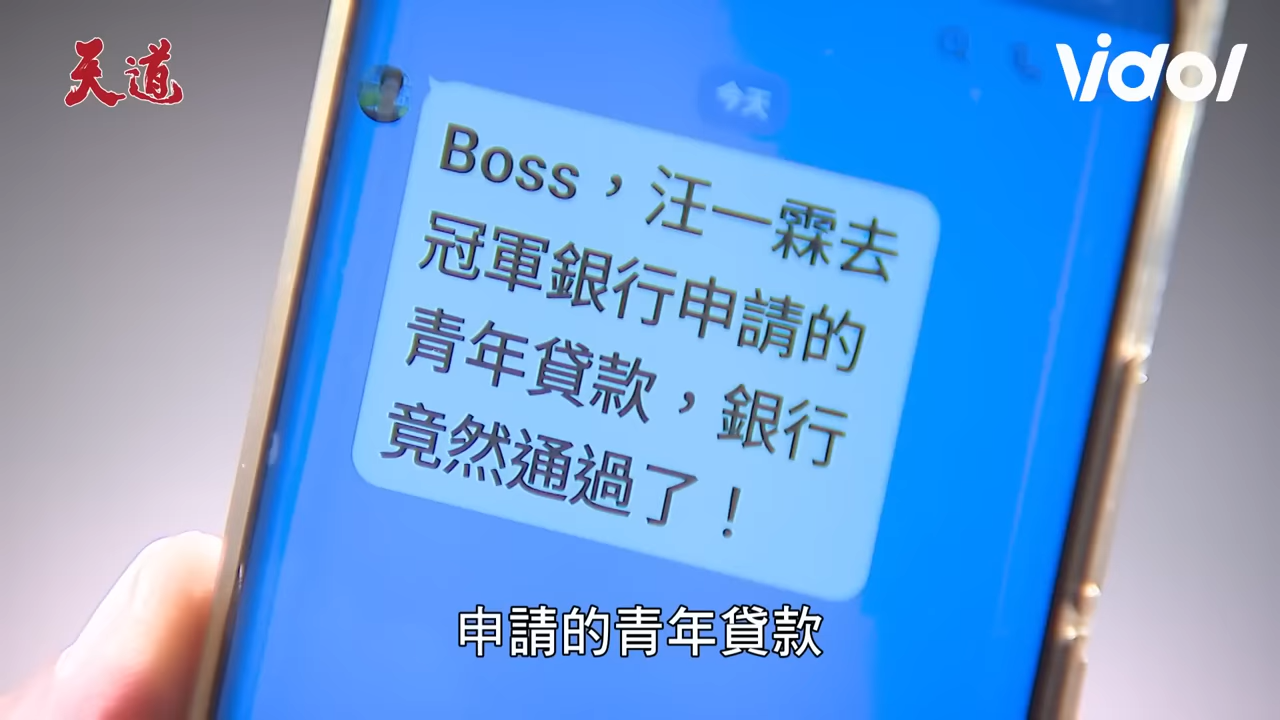 天道
Vidol
今天
Boss，汪一霖去
冠軍銀行申請的
青年貸款，銀行
竟然通過了！
申請的青年貸款